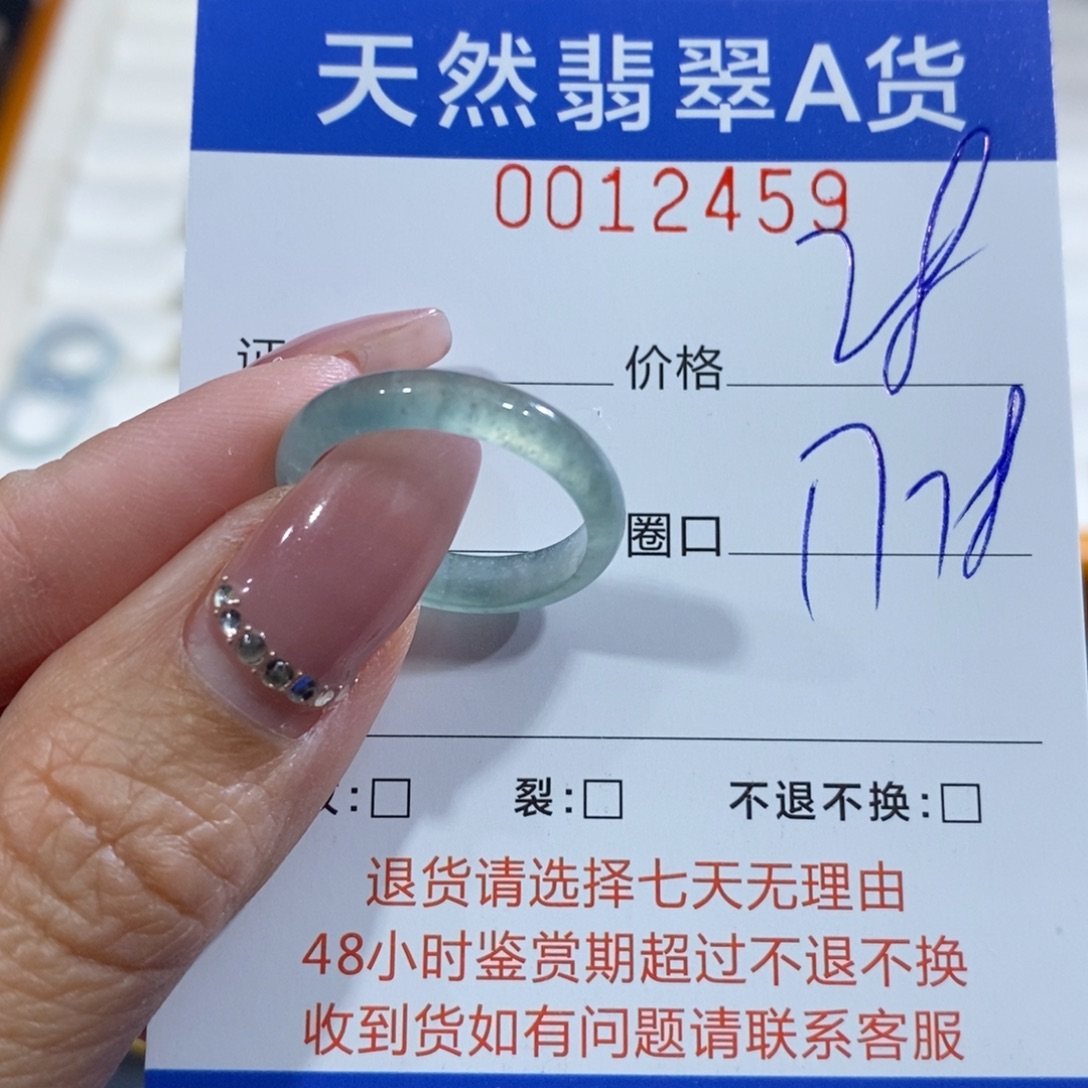 天然翡翠A货
0012459
证
价格
圈口
纹:□ 裂:□ 不退不换:□
退货请选择七天无理由
48小时鉴赏期超过不退不换
收到货如有问题请联系客服